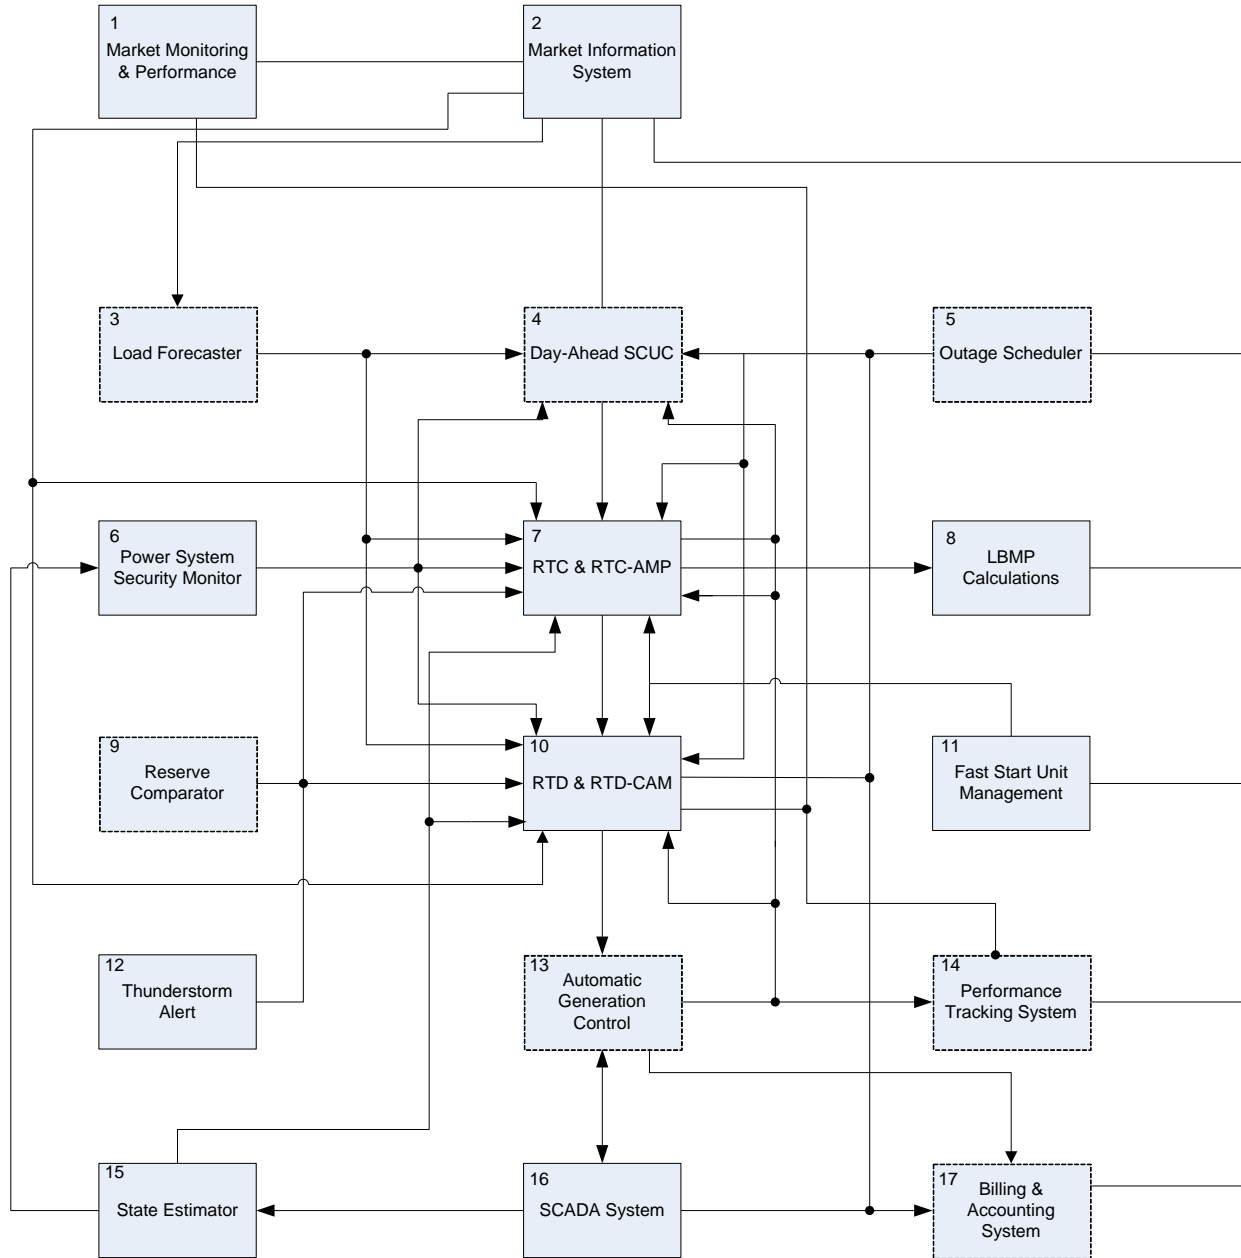 1
Market Monitoring
& Performance
2
Market Information
System
3
Load Forecaster
4
Day-Ahead SCUC
5
Outage Scheduler
6
Power System
Security Monitor
7
RTC & RTC-AMP
8
LBMP
Calculations
9
Reserve
Comparator
10
RTD & RTD-CAM
11
Fast Start Unit
Management
12
Thunderstorm
Alert
13
Automatic
Generation
Control
14
Performance
Tracking System
15
State Estimator
16
SCADA System
17
Billing &
Accounting
System